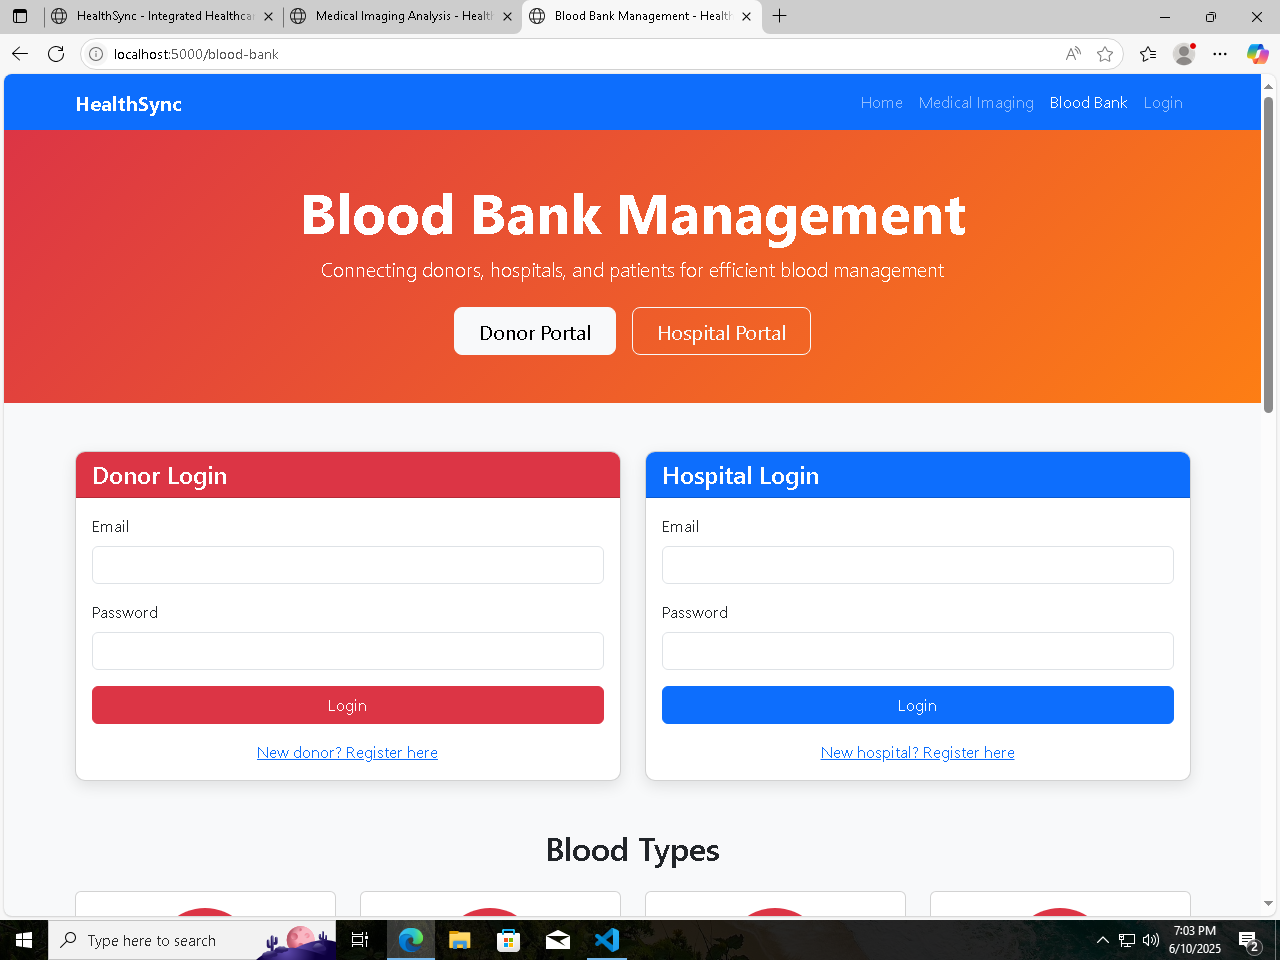 HealthSync - Integrated Healthcar
Medical Imaging Analysis - Healt
Blood Bank Management - Health
localhost:5000/blood-bank
HealthSync
Home
Medical Imaging
Blood Bank
Login
Blood Bank Management
Connecting donors, hospitals, and patients for efficient blood management
Donor Portal
Hospital Portal
Donor Login
Email
Password
Login
New donor? Register here
Hospital Login
Email
Password
Login
New hospital? Register here
Blood Types
Type here to search
7:03 PM
6/10/2025
2